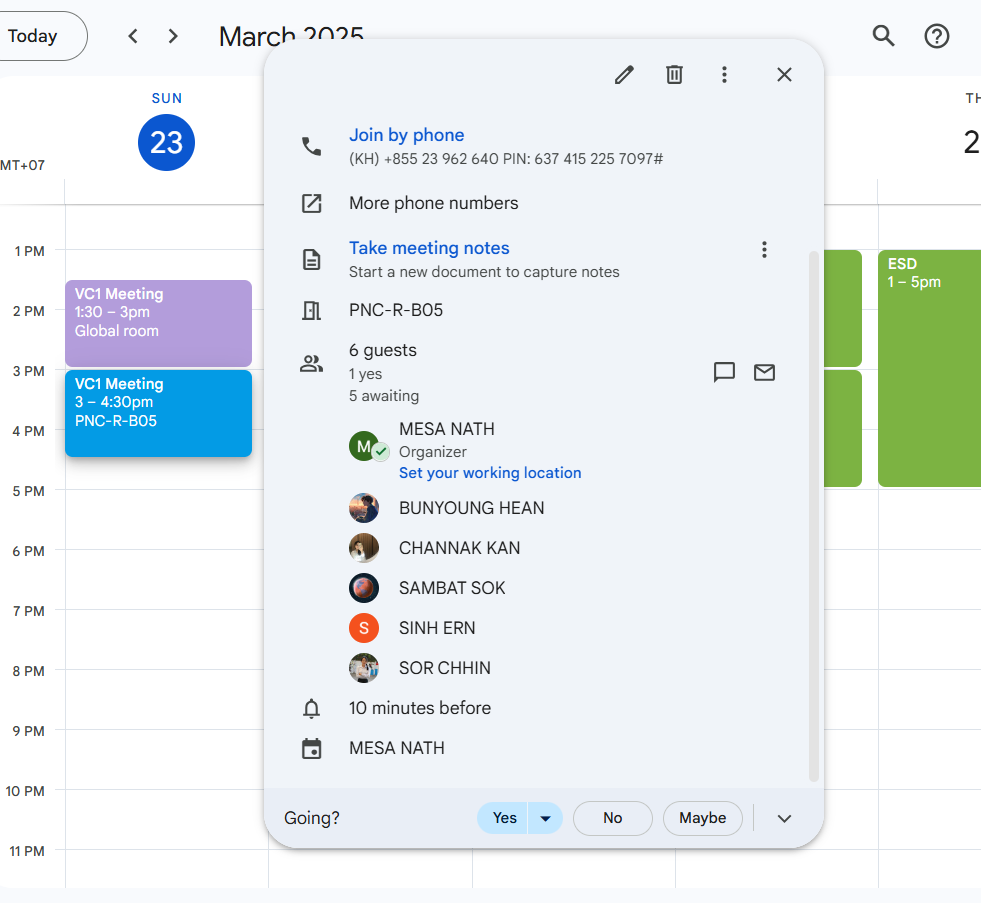 Today
March 2025
SUN
23
MT+07
1 PM
2 PM
3 PM
4 PM
5 PM
6 PM
7 PM
8 PM
9 PM
10 PM
11 PM
VC1 Meeting
1:30 – 3pm
Global room
VC1 Meeting
3 – 4:30pm
PNC-R-B05
Join by phone
(KH) +855 23 962 640 PIN: 637 415 225 7097#
More phone numbers
Take meeting notes
Start a new document to capture notes
PNC-R-B05
6 guests
1 yes
5 awaiting
M
MESA NATH
Organizer
Set your working location
BUNYOUNG HEAN
CHANNAK KAN
SAMBAT SOK
S
SINH ERN
SOR CHHIN
10 minutes before
MESA NATH
Going?
Yes
No
Maybe
TH
2
ESD
1 – 5pm